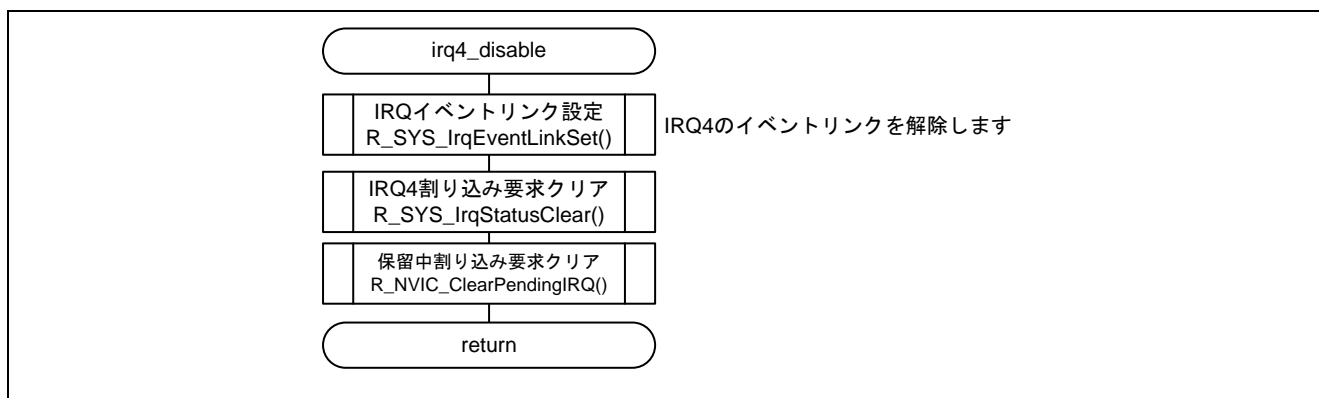 irq4_disable
IRQイベントリンク設定
R_SYS_IrqEventLinkSet()
IRQ4のイベントリンクを解除します
IRQ4割り込み要求クリア
R_SYS_IrqStatusClear()
保留中割り込み要求クリア
R_NVIC_ClearPendingIRQ()
return